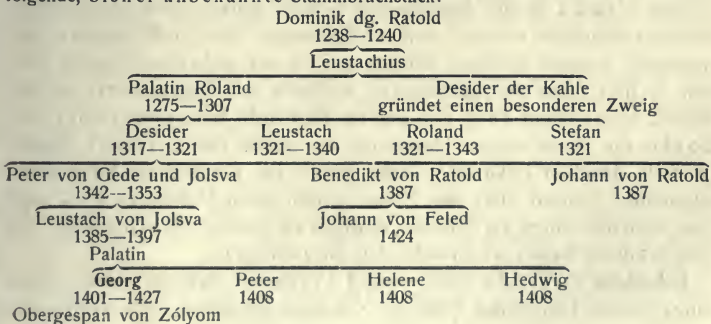 folgende, bisher unbekannte Stammbruchstück:
Dominik dg. Ratold
1238—1240
Leustachius
Palatin Roland Desider der Kahle
1275—1307 gründet einen besonderen Zweig
Desider Leustach Roland Stefan
1317—1321 1321—1340 1321—1343 1321
Peter von Gede und Jolsva Benedikt von Ratold Johann von Ratold
1342—1353 1387 1387
Leustach von Jolsva Johann von Feled
1385—1397 1424
Palatin
Georg Peter Helene Hedwig
1401—1427 1408 1408 1408
Obergespan von Zólyom